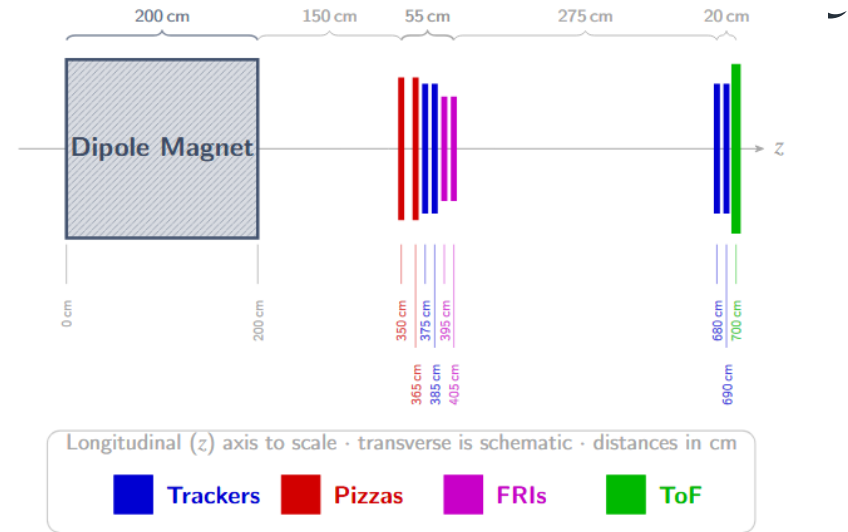 200 cm 150 cm 55 cm 275 cm 20 cm
Dipole Magnet
z
0 cm 200 cm 350 cm 375 cm 395 cm 680 cm 700 cm
365 cm 385 cm 405 cm 690 cm
Longitudinal (z) axis to scale · transverse is schematic · distances in cm
Trackers Pizzas FRIs ToF